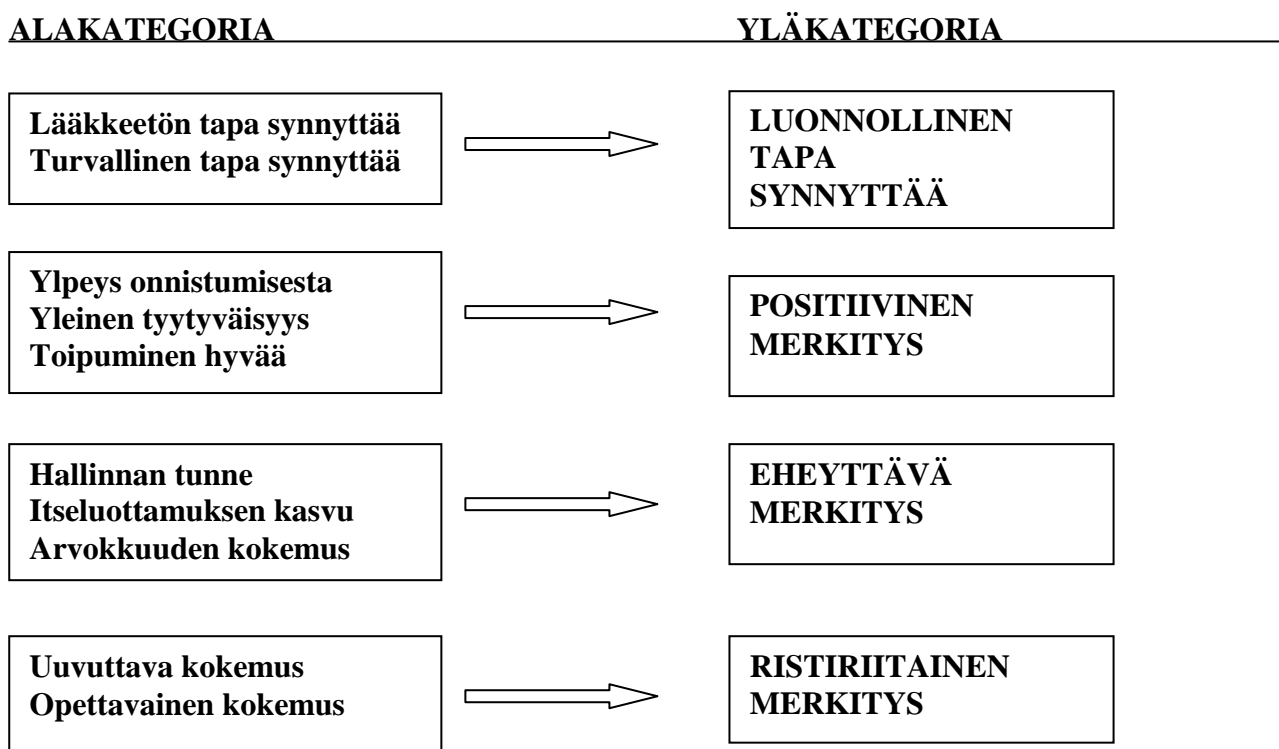 ALAKATEGORIA YLÄKATEGORIA
Lääkkeetön tapa synnyttää
Turvallinen tapa synnyttää
LUONNOLLINEN
TAPA
SYNNYTTÄÄ
Ylpeys onnistumisesta
Yleinen tyytyväisyys
Toipuminen hyvää
POSITIIVINEN
MERKITYS
Hallinnan tunne
Itseluottamuksen kasvu
Arvokkuuden kokemus
EHEYTTÄVÄ
MERKITYS
Uuvuttava kokemus
Opettavainen kokemus
RISTIRIITAINEN
MERKITYS